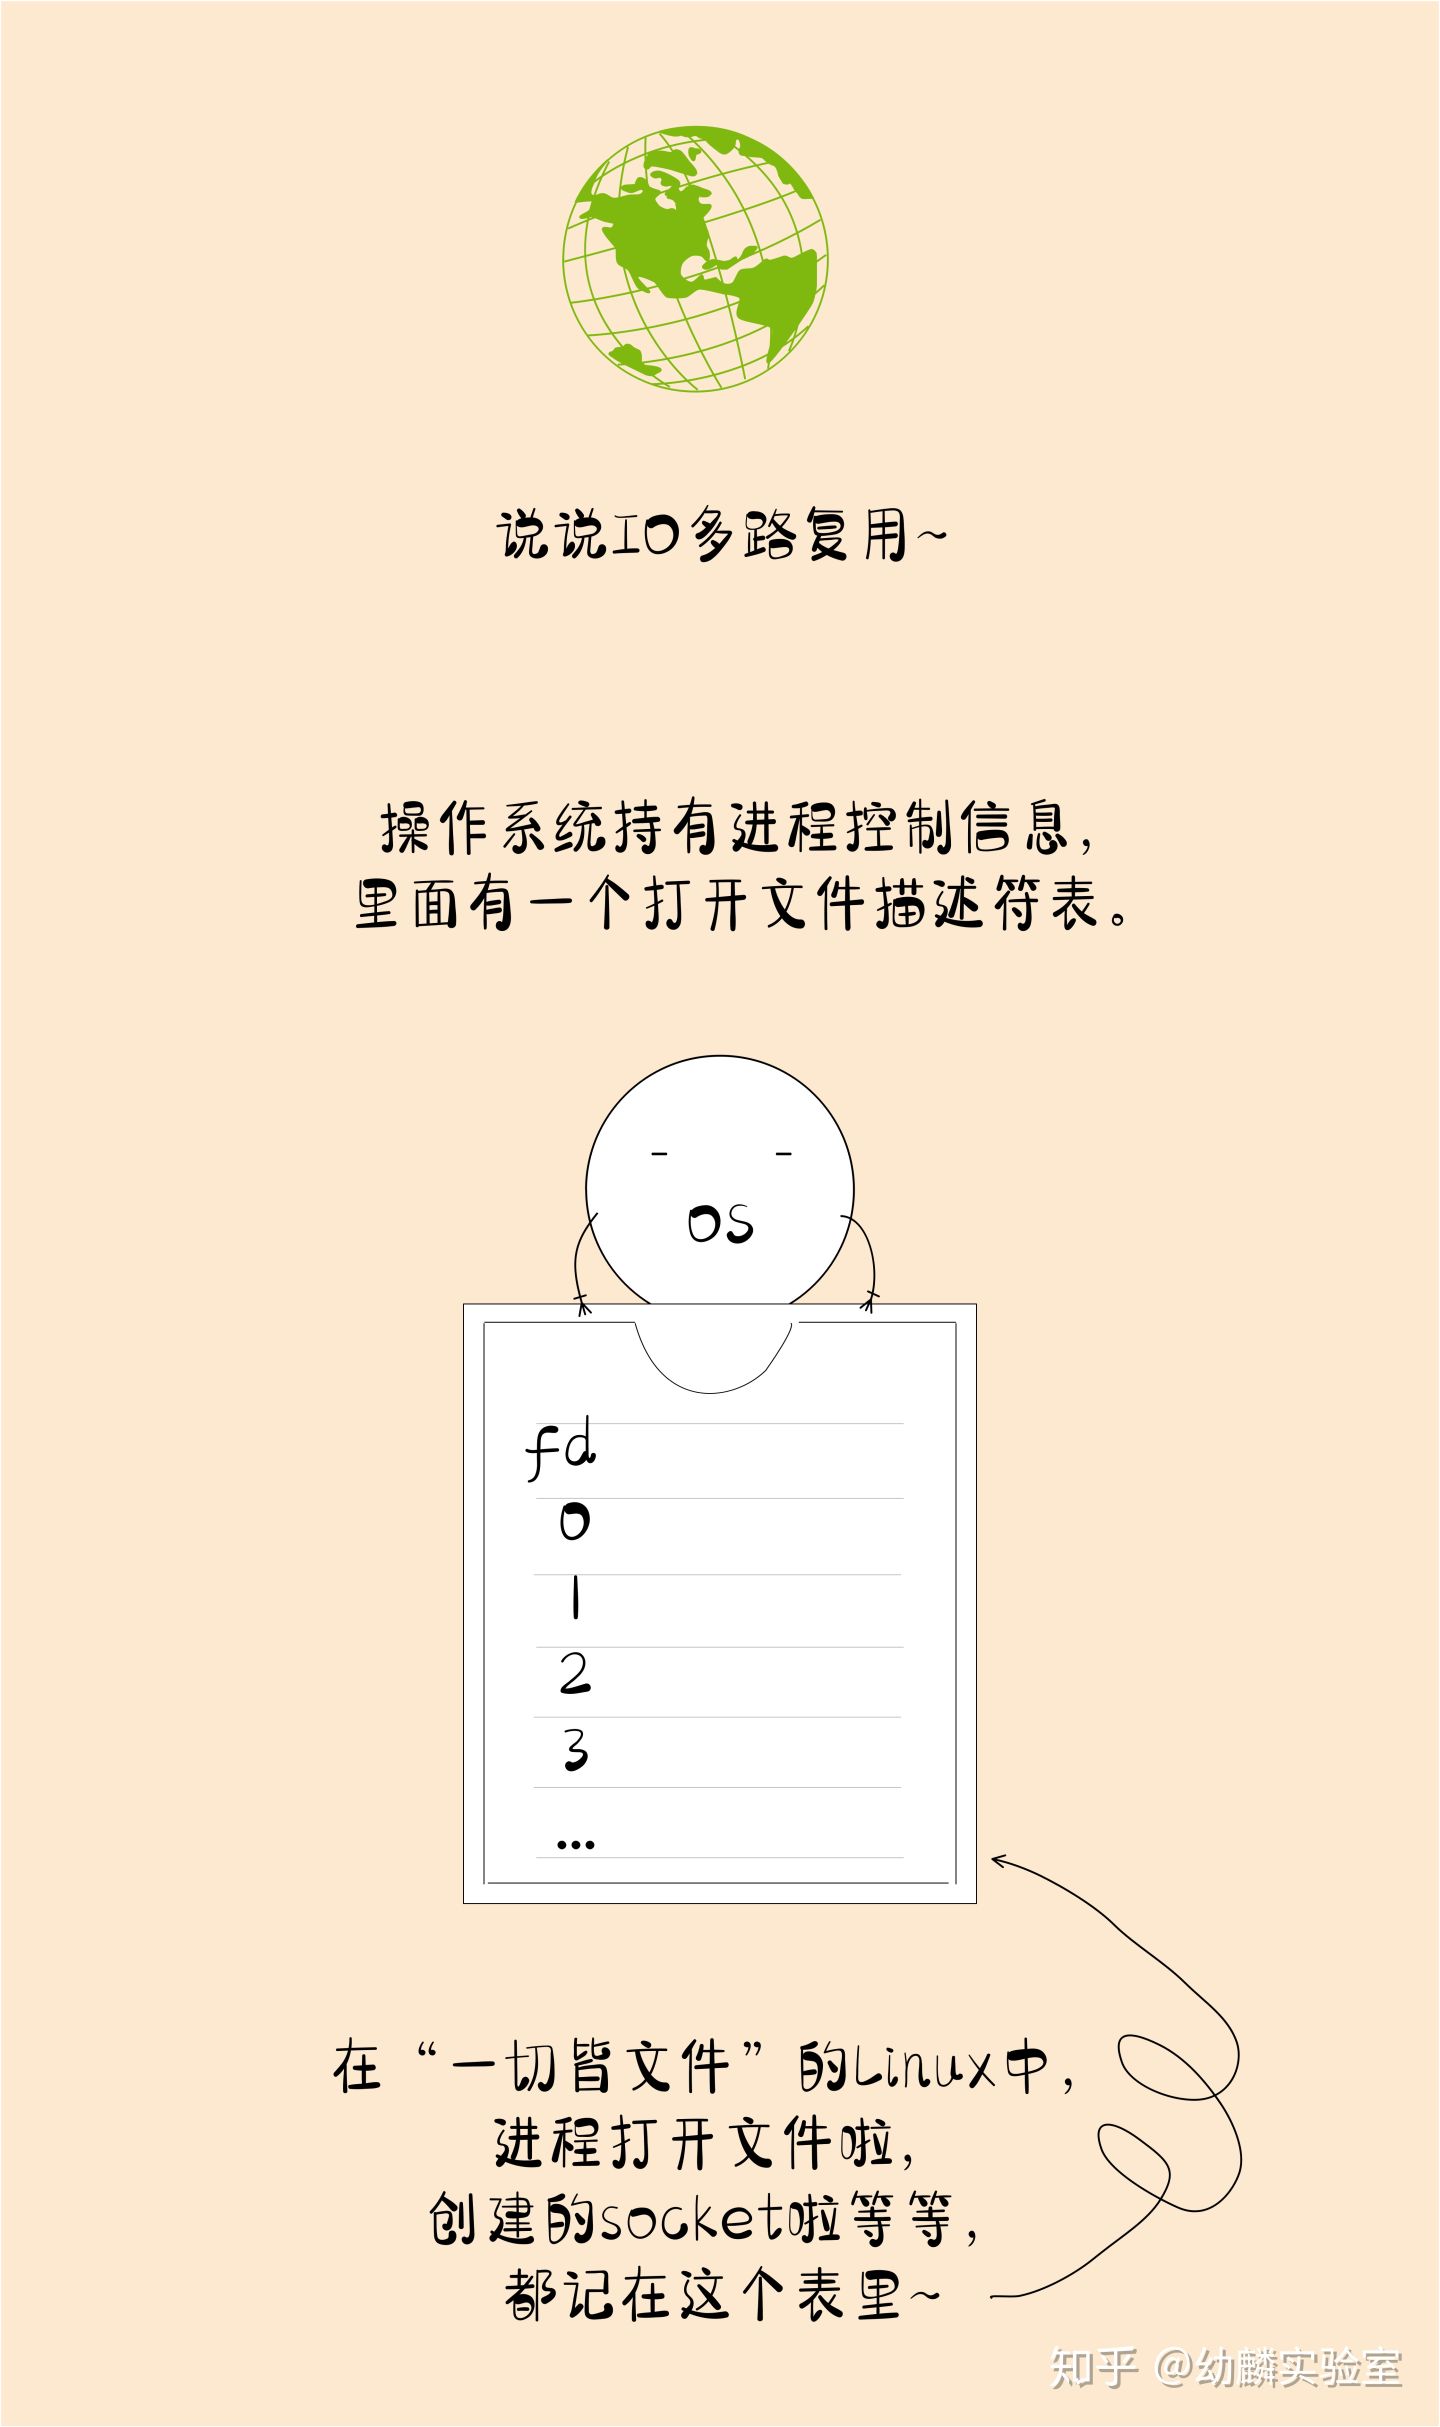 说说IO多路复用~
操作系统持有进程控制信息,
里面有一个打开文件描述符表。
OS
fd
0
1
2
3
...
在“一切皆文件”的Linux中,
进程打开文件啦,
创建的socket啦等等,
都记在这个表里~
知乎 @幼麟实验室